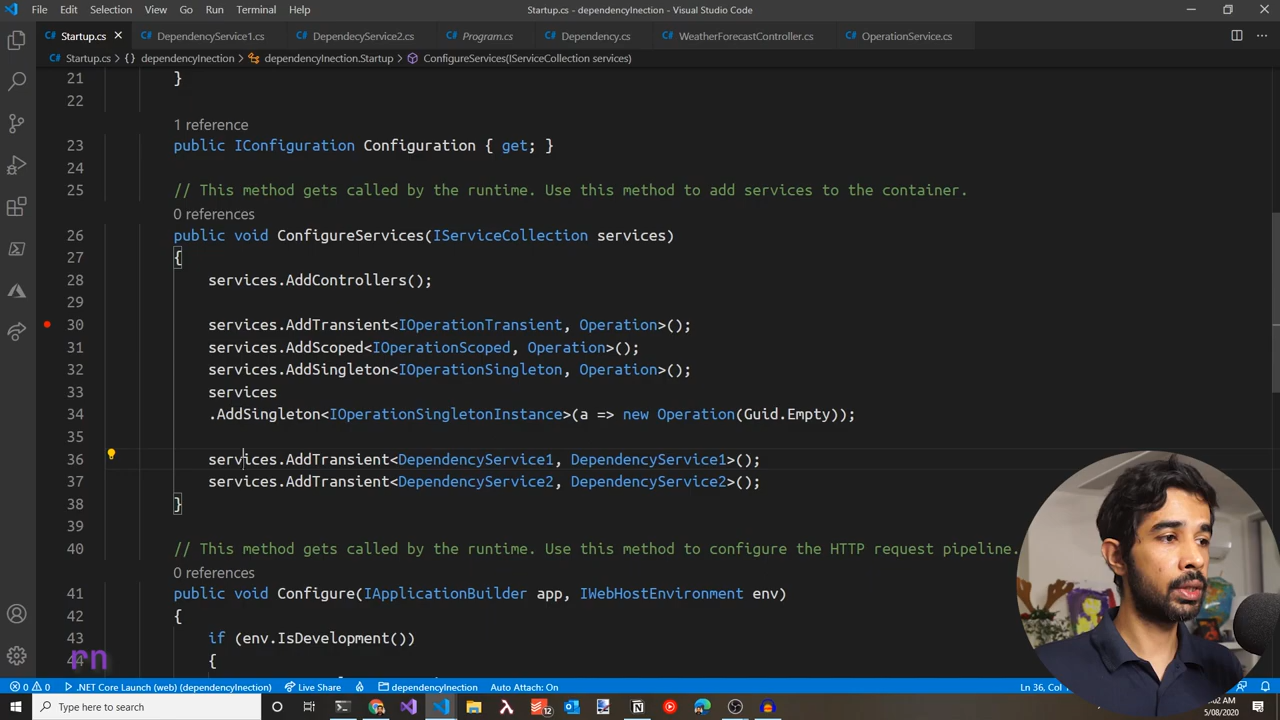 File Edit Selection View Go Run Terminal Help Startup.cs - dependencyInection - Visual Studio Code
Startup.cs DependencyService1.cs DependecyService2.cs Program.cs Dependency.cs WeatherForecastController.cs OperationService.cs
Startup.cs > {} dependencyInection > dependencyInection.Startup > ConfigureServices(IServiceCollection services)
21 }
22
1 reference
23 public IConfiguration Configuration { get; }
24
25 // This method gets called by the runtime. Use this method to add services to the container.
0 references
26 public void ConfigureServices(IServiceCollection services)
27 {
28 services.AddControllers();
29
30 services.AddTransient<IOperationTransient, Operation>();
31 services.AddScoped<IOperationScoped, Operation>();
32 services.AddSingleton<IOperationSingleton, Operation>();
33 services
34 .AddSingleton<IOperationSingletonInstance>(a => new Operation(Guid.Empty));
35
36 services.AddTransient<DependencyService1, DependencyService1>();
37 services.AddTransient<DependencyService2, DependencyService2>();
38 }
39
40 // This method gets called by the runtime. Use this method to configure the HTTP request pipeline.
0 references
41 public void Configure(IApplicationBuilder app, IWebHostEnvironment env)
42 {
43 if (env.IsDevelopment())
44 {
rn
0 0 .NET Core Launch (web) (dependencyInection) Live Share dependencyInection Auto Attach: On Ln 36,
Type here to search 12 5/08/2020